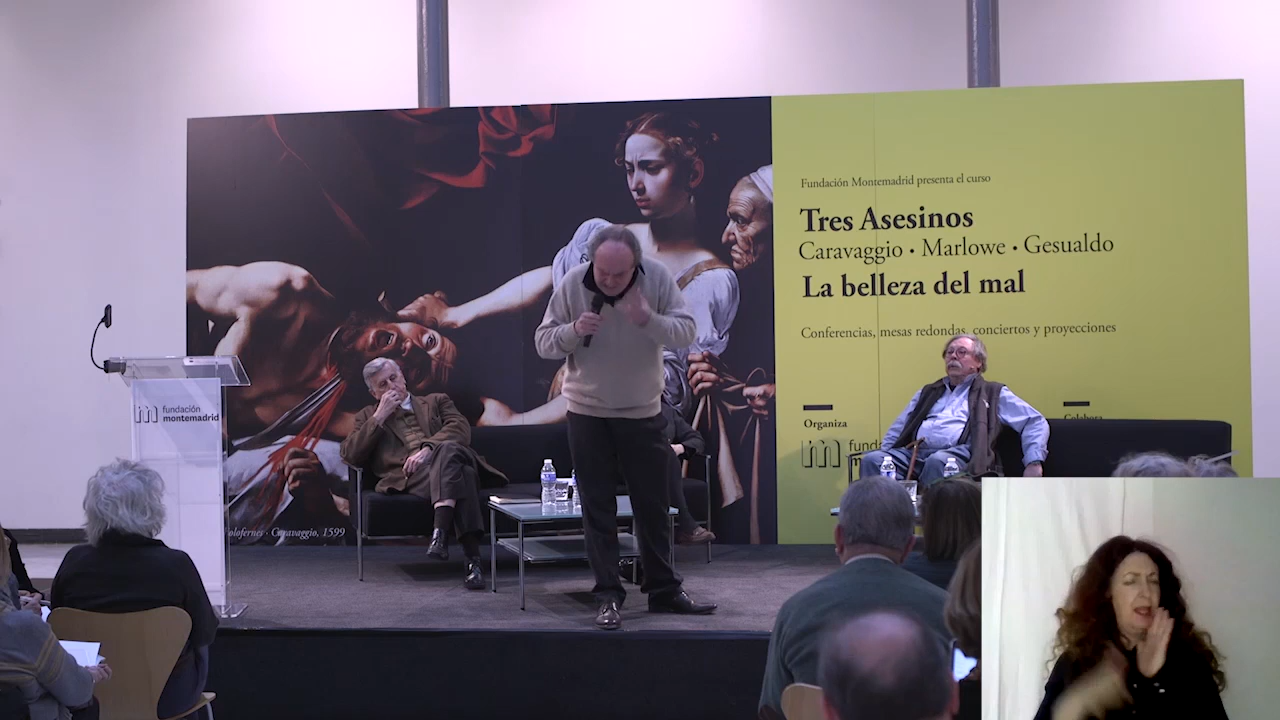 Fundación Montemadrid presenta el curso
Tres Asesinos
Caravaggio · Marlowe · Gesualdo
La belleza del mal
Conferencias, mesas redondas, conciertos y proyecciones
Organiza
Colabora
m
fundación
montemadrid
olofernes · Caravaggio, 1599